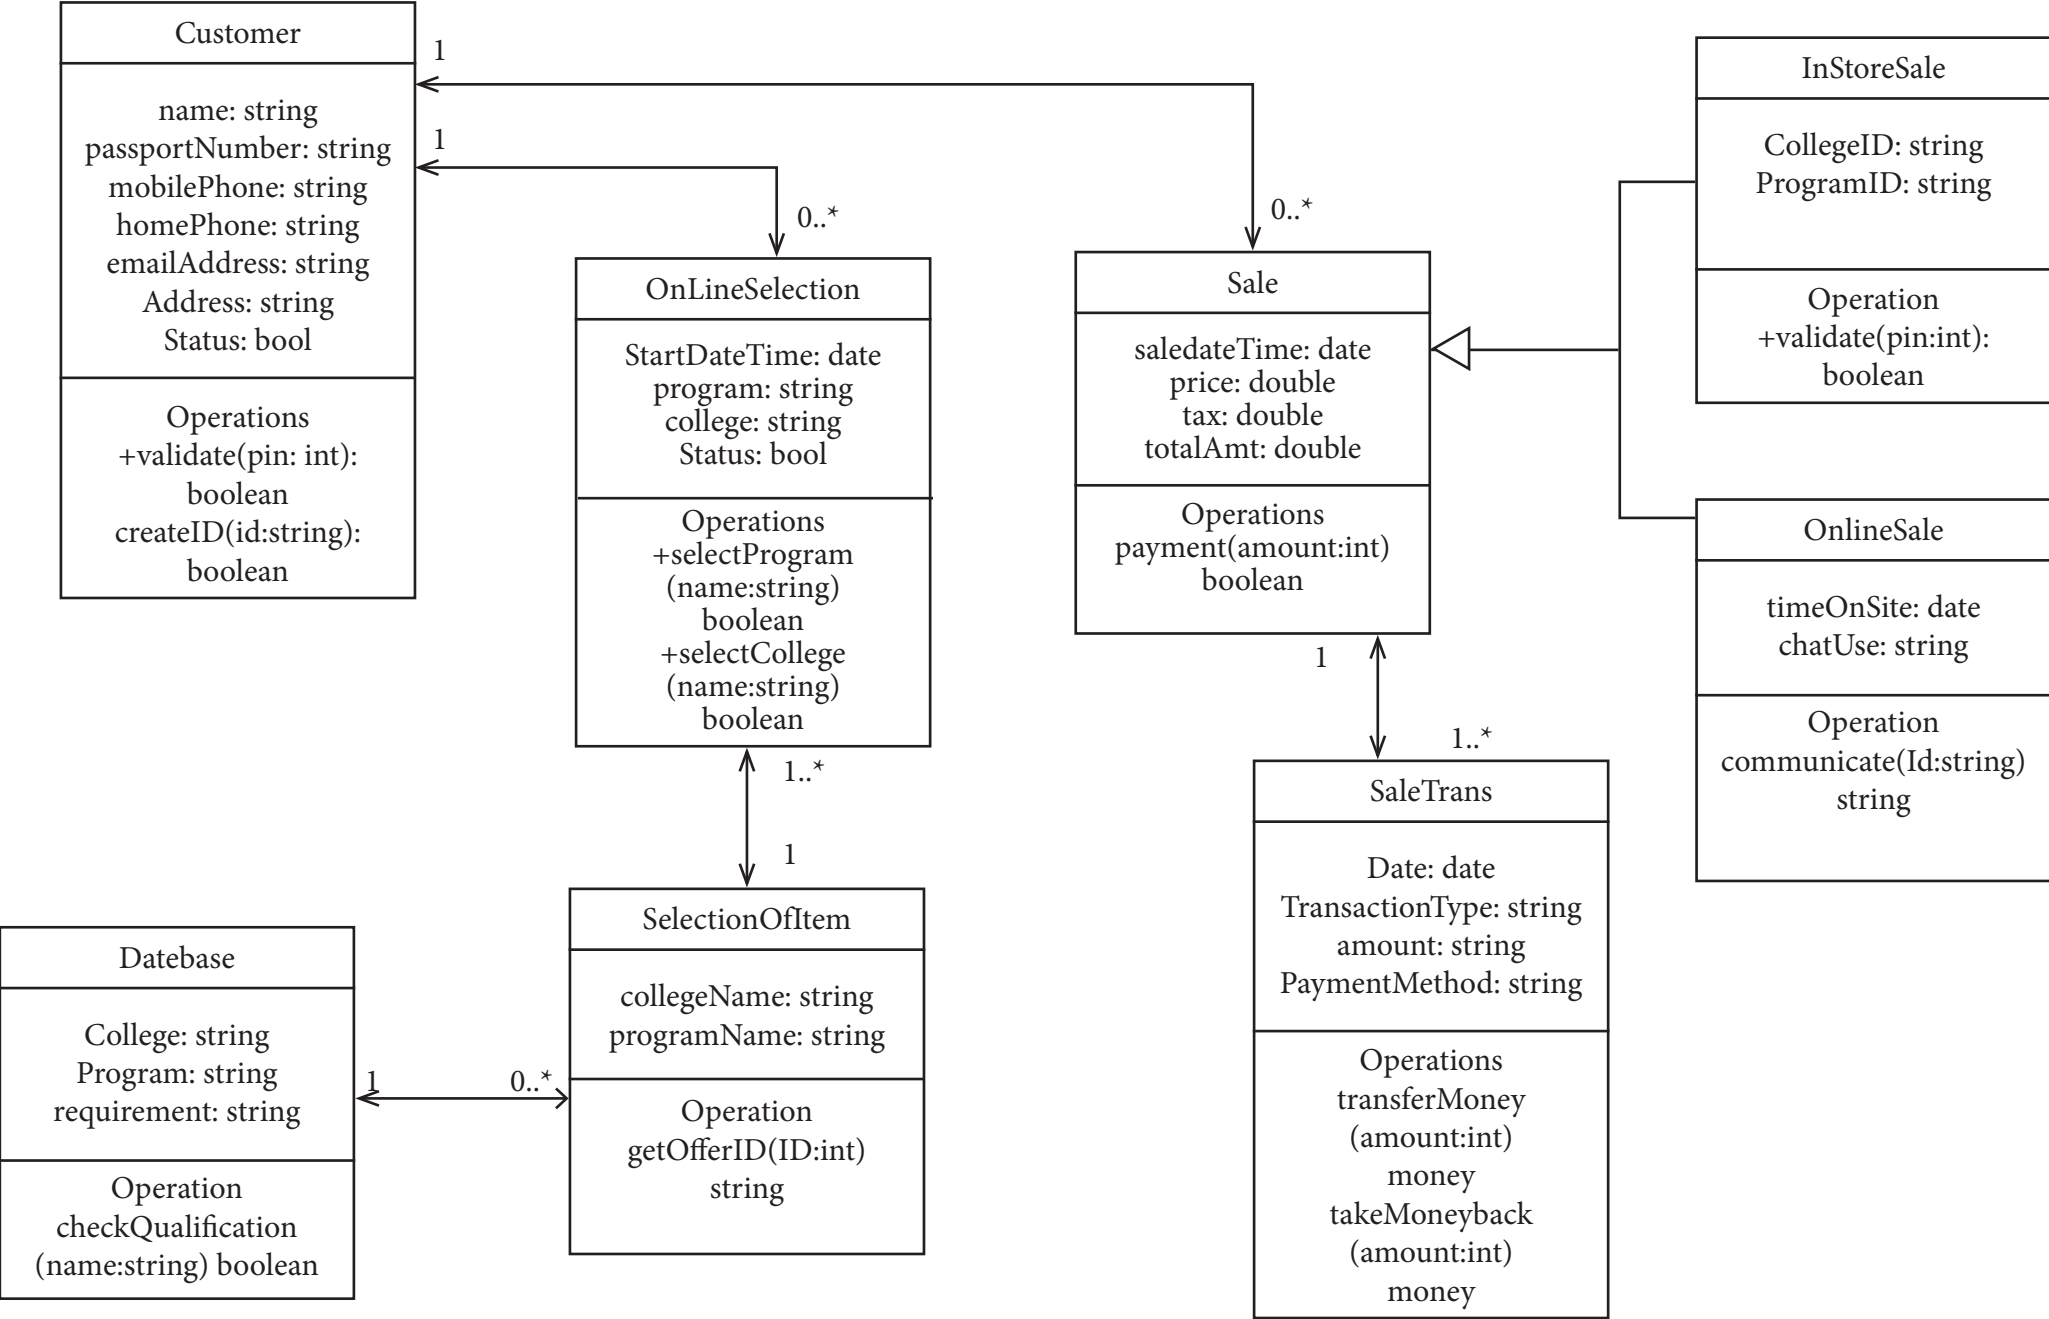 Customer
name: string
passportNumber: string
mobilePhone: string
homePhone: string
emailAddress: string
Address: string
Status: bool
Operations
+validate(pin: int):
boolean
createID(id:string):
boolean
1
1
0..*
0..*
OnLineSelection
StartDateTime: date
program: string
college: string
Status: bool
Operations
+selectProgram
(name:string)
boolean
+selectCollege
(name:string)
boolean
1..*
1
Sale
saledateTime: date
price: double
tax: double
totalAmt: double
Operations
payment(amount:int)
boolean
1
1..*
InStoreSale
CollegeID: string
ProgramID: string
Operation
+validate(pin:int):
boolean
OnlineSale
timeOnSite: date
chatUse: string
Operation
communicate(Id:string)
string
SaleTrans
Date: date
TransactionType: string
amount: string
PaymentMethod: string
Operations
transferMoney
(amount:int)
money
takeMoneyback
(amount:int)
money
SelectionOfItem
collegeName: string
programName: string
Operation
getOfferID(ID:int)
string
Datebase
College: string
Program: string
requirement: string
Operation
checkQualification
(name:string) boolean
1
0..*